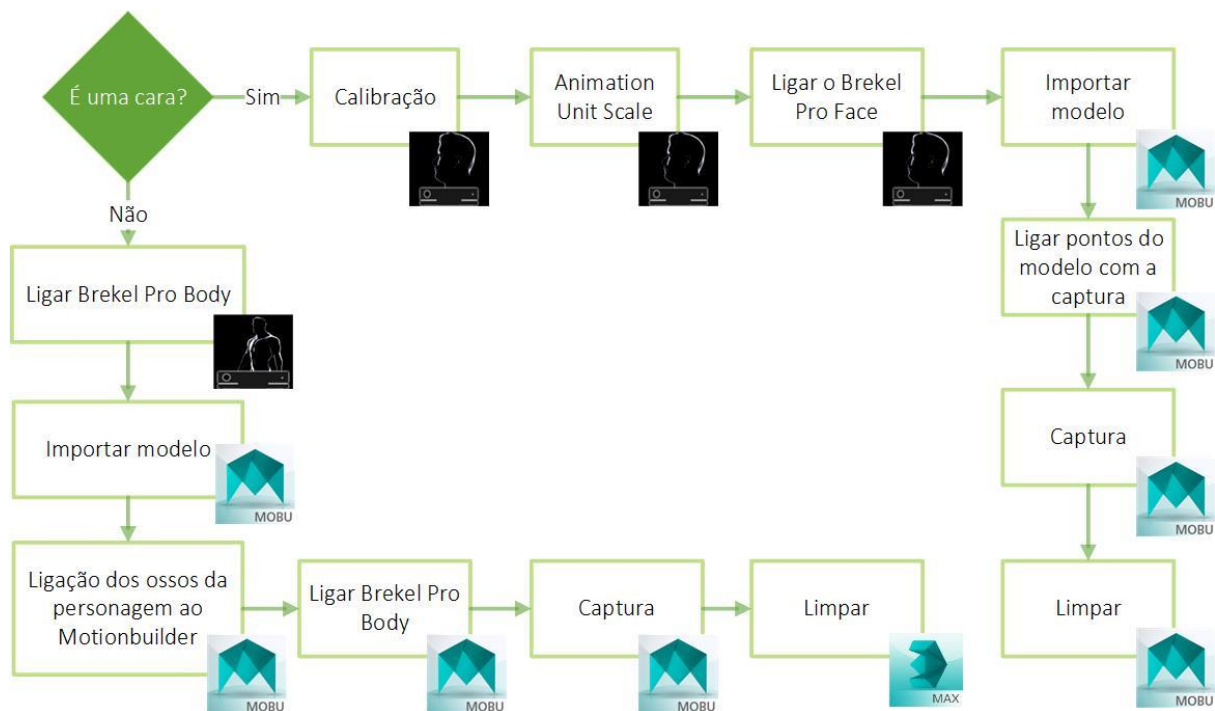 É uma cara?
Sim
Calibração
Animation
Unit Scale
Ligar o Brekel
Pro Face
Importar
modelo
MOBU
Não
Ligar pontos do
modelo com a
captura
MOBU
Ligar Brekel Pro Body
Captura
MOBU
Importar modelo
MOBU
Ligação dos ossos da
personagem ao
Motionbuilder
MOBU
Ligar Brekel Pro
Body
MOBU
Captura
MOBU
Limpar
MAX
Limpar
MOBU